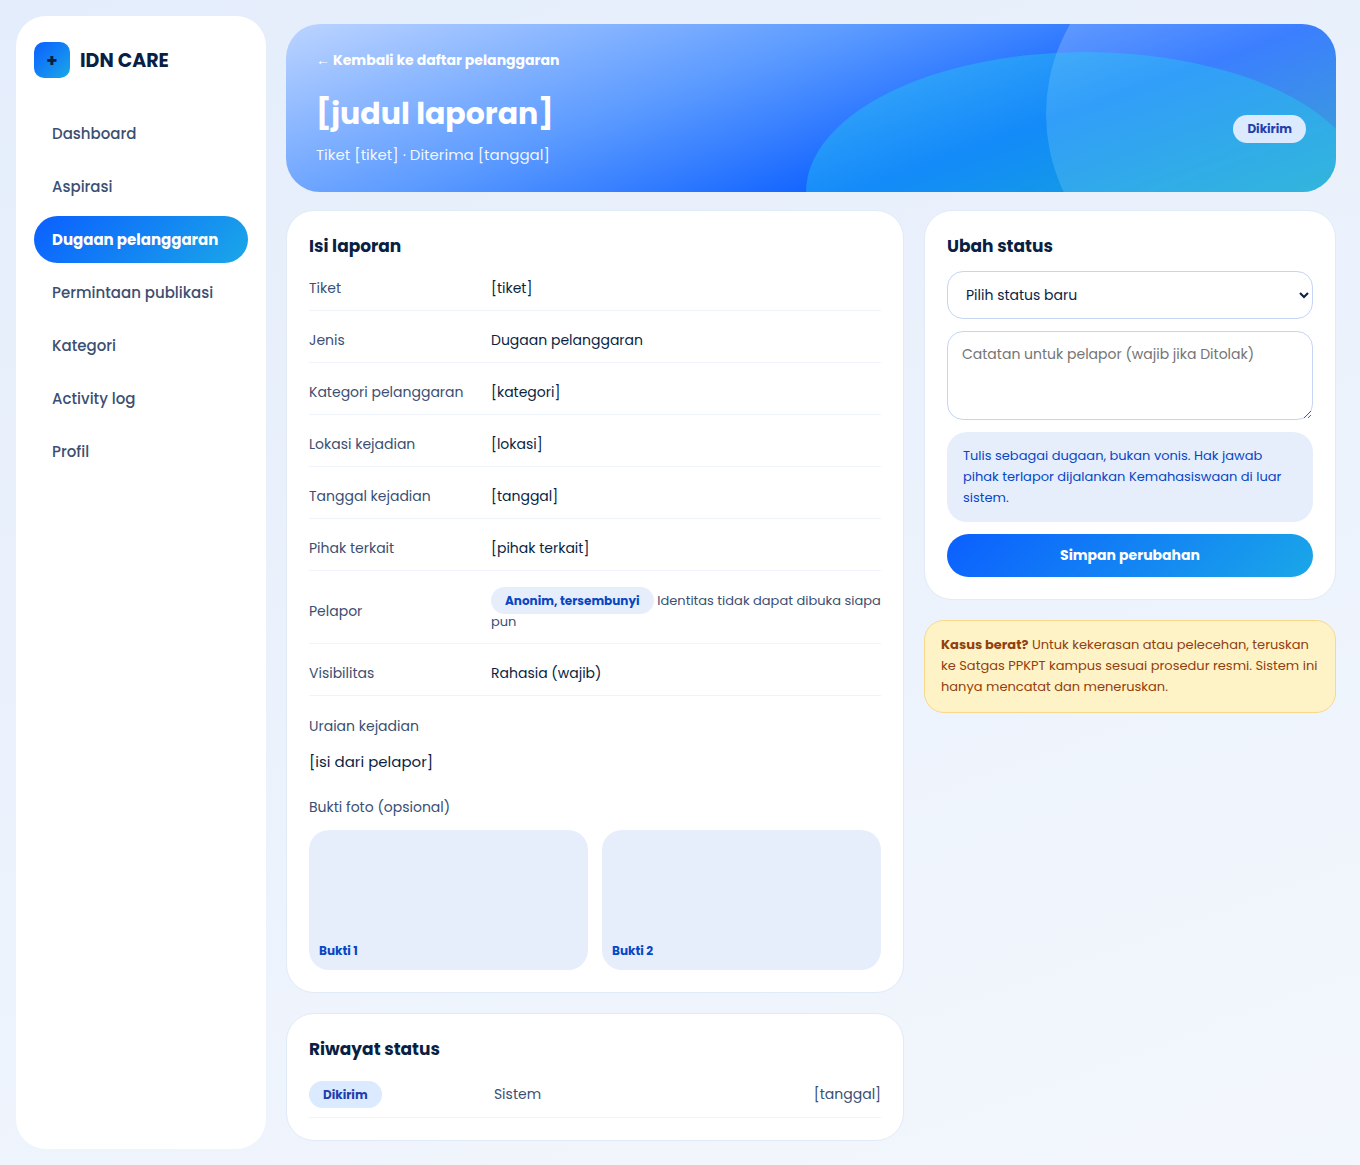 IDN CARE
Dashboard
Aspirasi
Dugaan pelanggaran
Permintaan publikasi
Kategori
Activity log
Profil
← Kembali ke daftar pelanggaran
[judul laporan]
Tiket [tiket] · Diterima [tanggal]
Dikirim
Isi laporan
Tiket [tiket]
Jenis Dugaan pelanggaran
Kategori pelanggaran [kategori]
Lokasi kejadian [lokasi]
Tanggal kejadian [tanggal]
Pihak terkait [pihak terkait]
Pelapor Anonim, tersembunyi Identitas tidak dapat dibuka siapa
pun
Visibilitas Rahasia (wajib)
Uraian kejadian
[isi dari pelapor]
Bukti foto (opsional)
Bukti 1 Bukti 2
Riwayat status
Dikirim Sistem [tanggal]
Ubah status
Pilih status baru
Catatan untuk pelapor (wajib jika Ditolak)
Tulis sebagai dugaan, bukan vonis. Hak jawab
pihak terlapor dijalankan Kemahasiswaan di luar
sistem.
Simpan perubahan
Kasus berat? Untuk kekerasan atau pelecehan, teruskan
ke Satgas PPKPT kampus sesuai prosedur resmi. Sistem ini
hanya mencatat dan meneruskan.